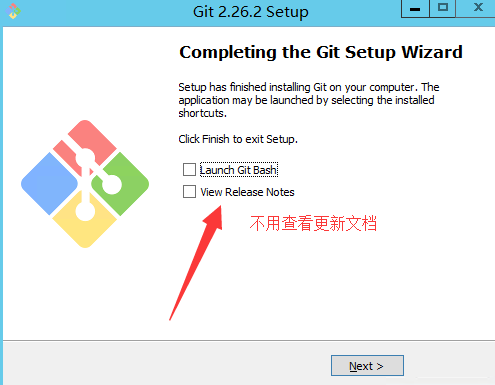 Git 2.26.2 Setup
Completing the Git Setup Wizard
Setup has finished installing Git on your computer. The
application may be launched by selecting the installed
shortcuts.
Click Finish to exit Setup.
Launch Git Bash
View Release Notes
不用查看更新文档
Next >